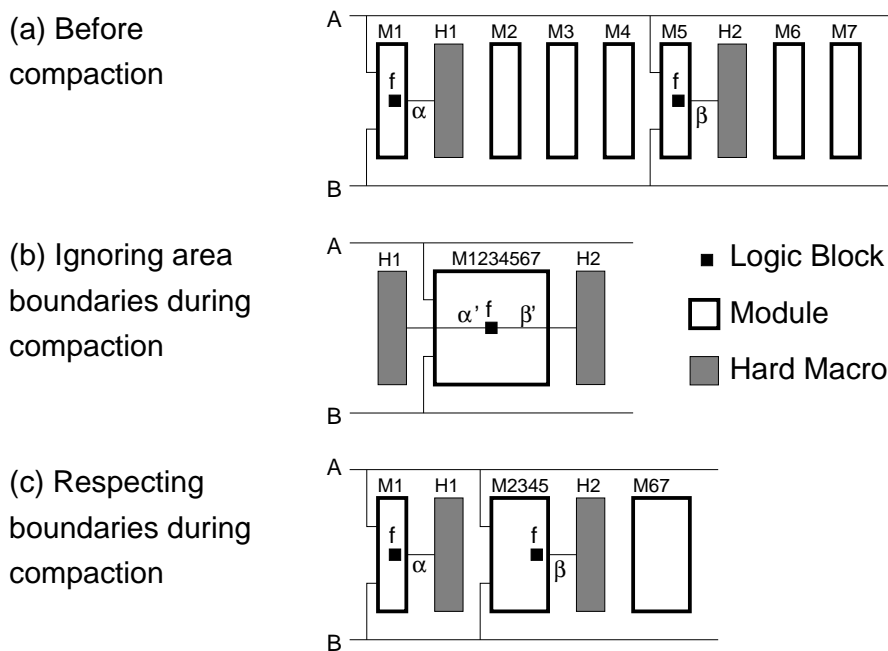 (a) Before
compaction
A
M1 H1 M2 M3 M4 M5 H2 M6 M7
f f
α β
B
(b) Ignoring area
boundaries during
compaction
A
H1 M1234567 H2
α’ f β’
B
Logic Block
Module
Hard Macro
(c) Respecting
boundaries during
compaction
A
M1 H1 M2345 H2 M67
f f
α β
B